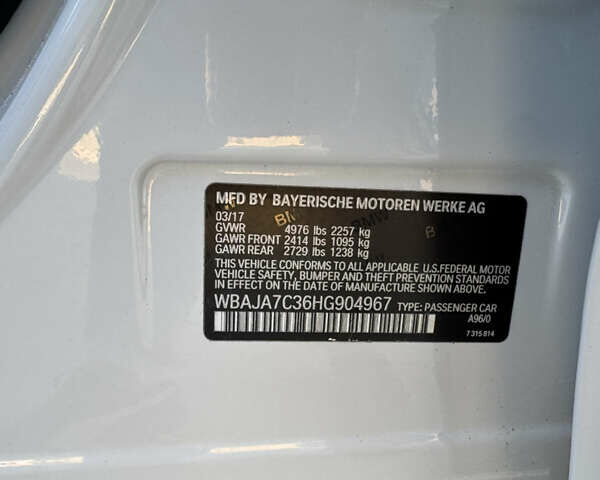 MFD BY BAYERISCHE MOTOREN WERKE AG
03/17
GVWR 4976 lbs 2257 kg
GAWR FRONT 2414 lbs 1095 kg
GAWR REAR 2729 lbs 1238 kg
THIS VEHICLE CONFORMS TO ALL APPLICABLE U.S.FEDERAL MOTOR
VEHICLE SAFETY, BUMPER, AND THEFT PREVENTION STANDARDS
IN EFFECT ON THE DATE OF MANUFACTURE SHOWN ABOVE.
WBAJA7C36HG904967 TYPE: PASSENGER CAR
A96/0
7 315 814